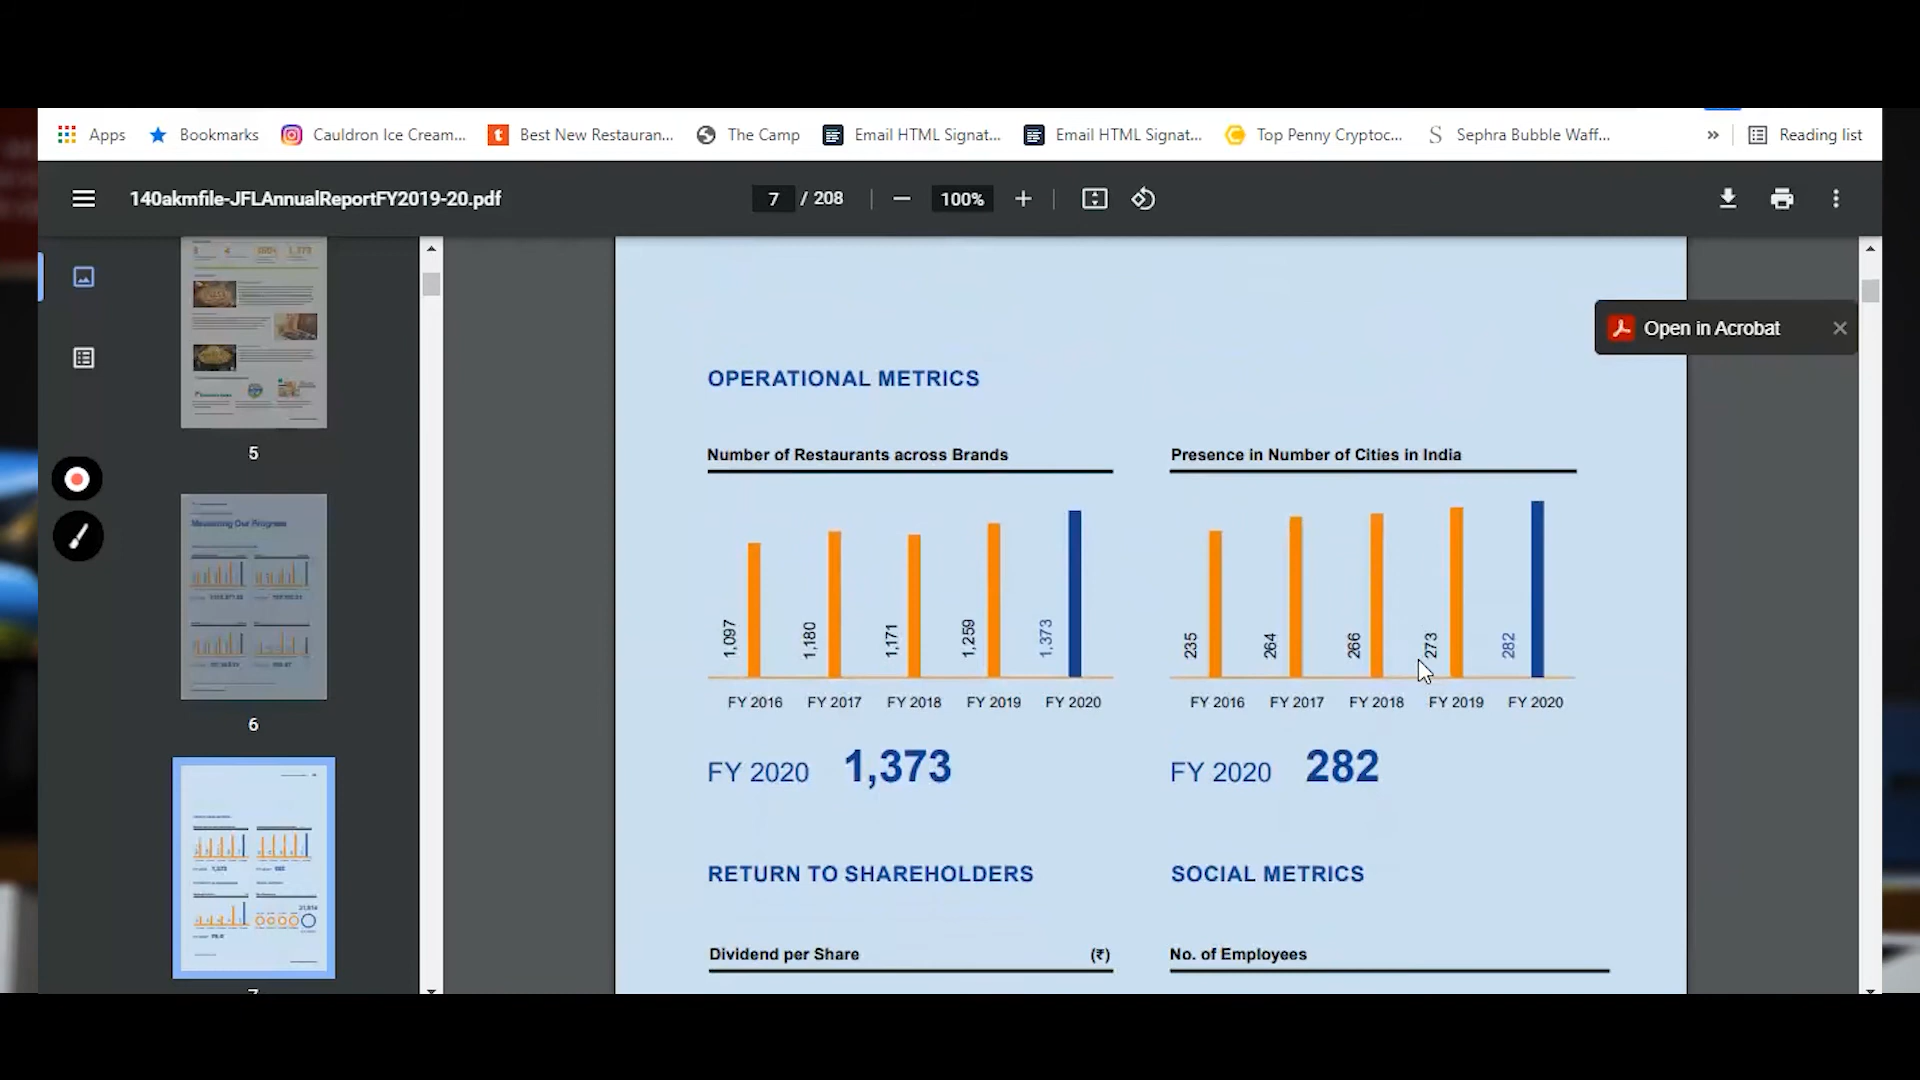 Apps
Bookmarks
Cauldron Ice Cream...
Best New Restauran...
The Camp
Email HTML Signat...
Email HTML Signat...
Top Penny Cryptoc...
Sephra Bubble Waff...
Reading list
140akmfile-JFLAnnualReportFY2019-20.pdf
7 / 208
100%
Open in Acrobat
5
Measuring Our Progress
6
7
OPERATIONAL METRICS
Number of Restaurants across Brands
1,097 1,180 1,171 1,259 1,373
FY 2016 FY 2017 FY 2018 FY 2019 FY 2020
FY 2020 1,373
Presence in Number of Cities in India
235 264 266 273 282
FY 2016 FY 2017 FY 2018 FY 2019 FY 2020
FY 2020 282
RETURN TO SHAREHOLDERS
Dividend per Share (₹)
SOCIAL METRICS
No. of Employees